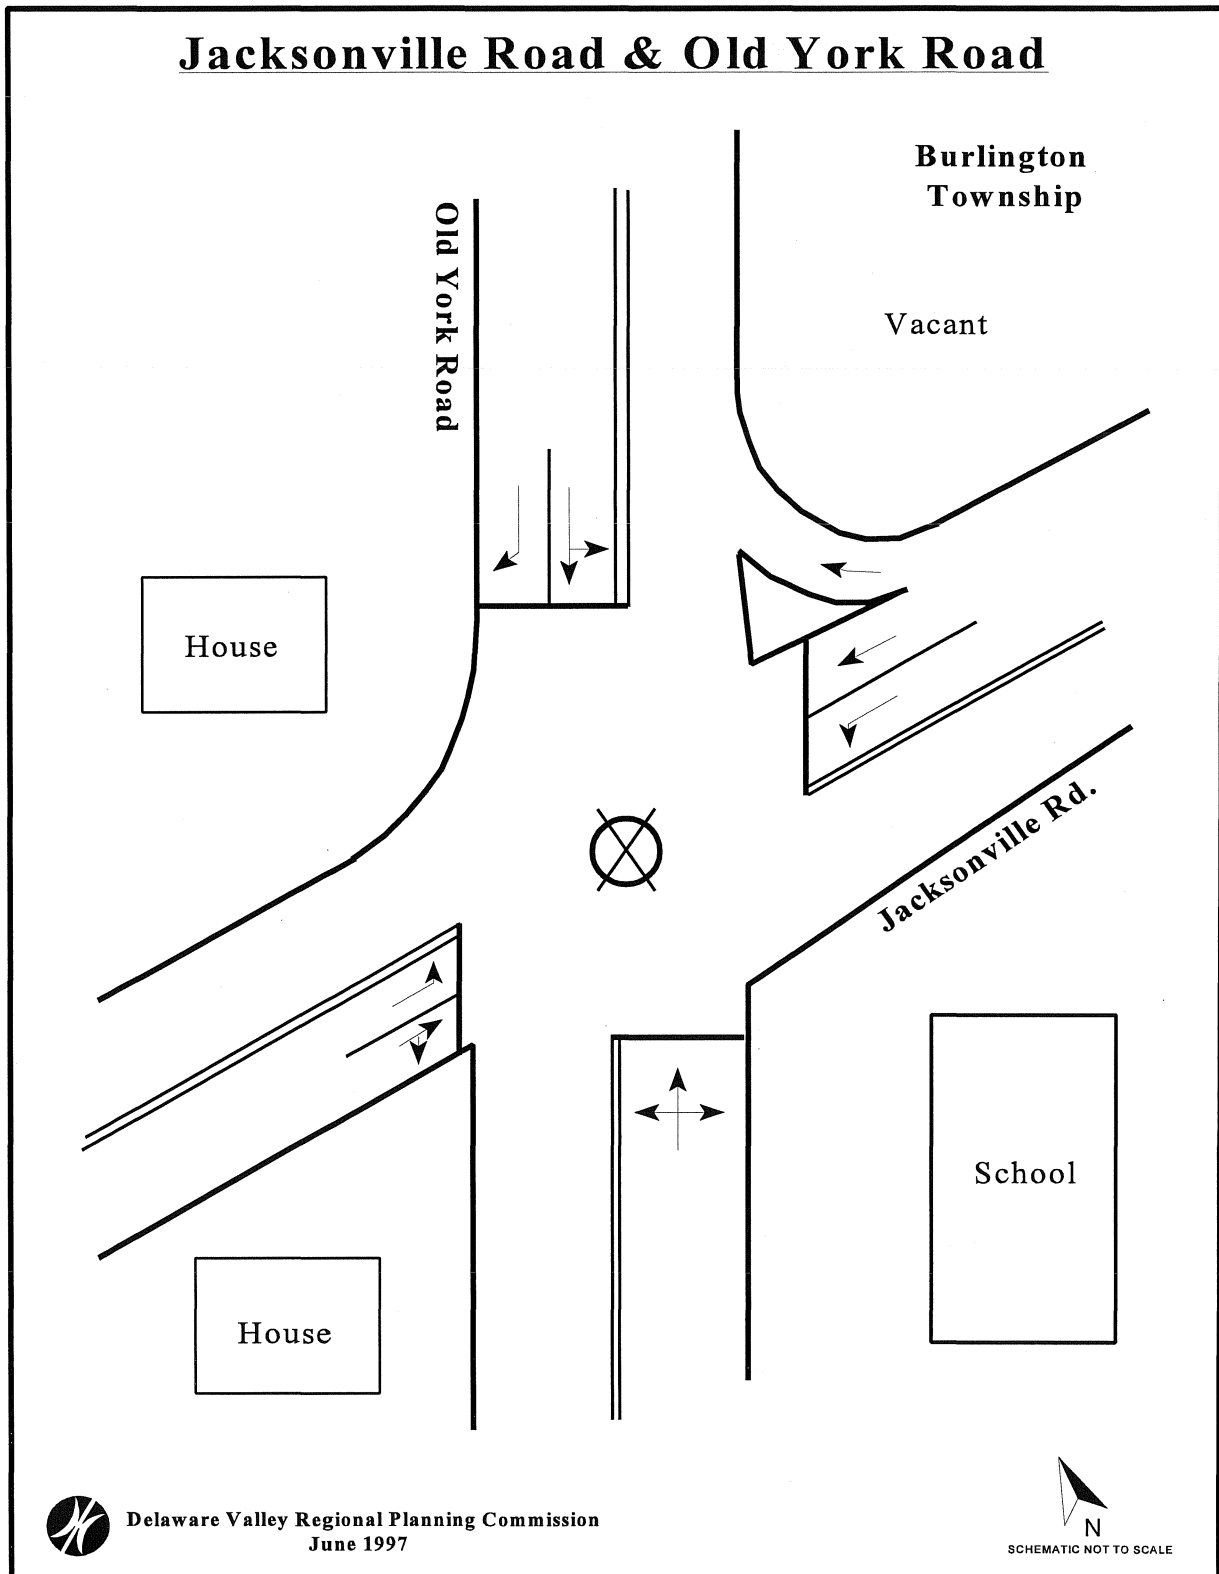 Jacksonville Road & Old York Road
Burlington
Township
Old York Road
Vacant
House
Jacksonville Rd.
School
House
Delaware Valley Regional Planning Commission
June 1997
N
SCHEMATIC NOT TO SCALE